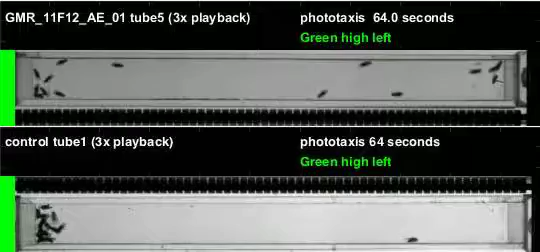 GMR_11F12_AE_01 tube5 (3x playback)
phototaxis 64.0 seconds
Green high left
control tube1 (3x playback)
phototaxis 64 seconds
Green high left